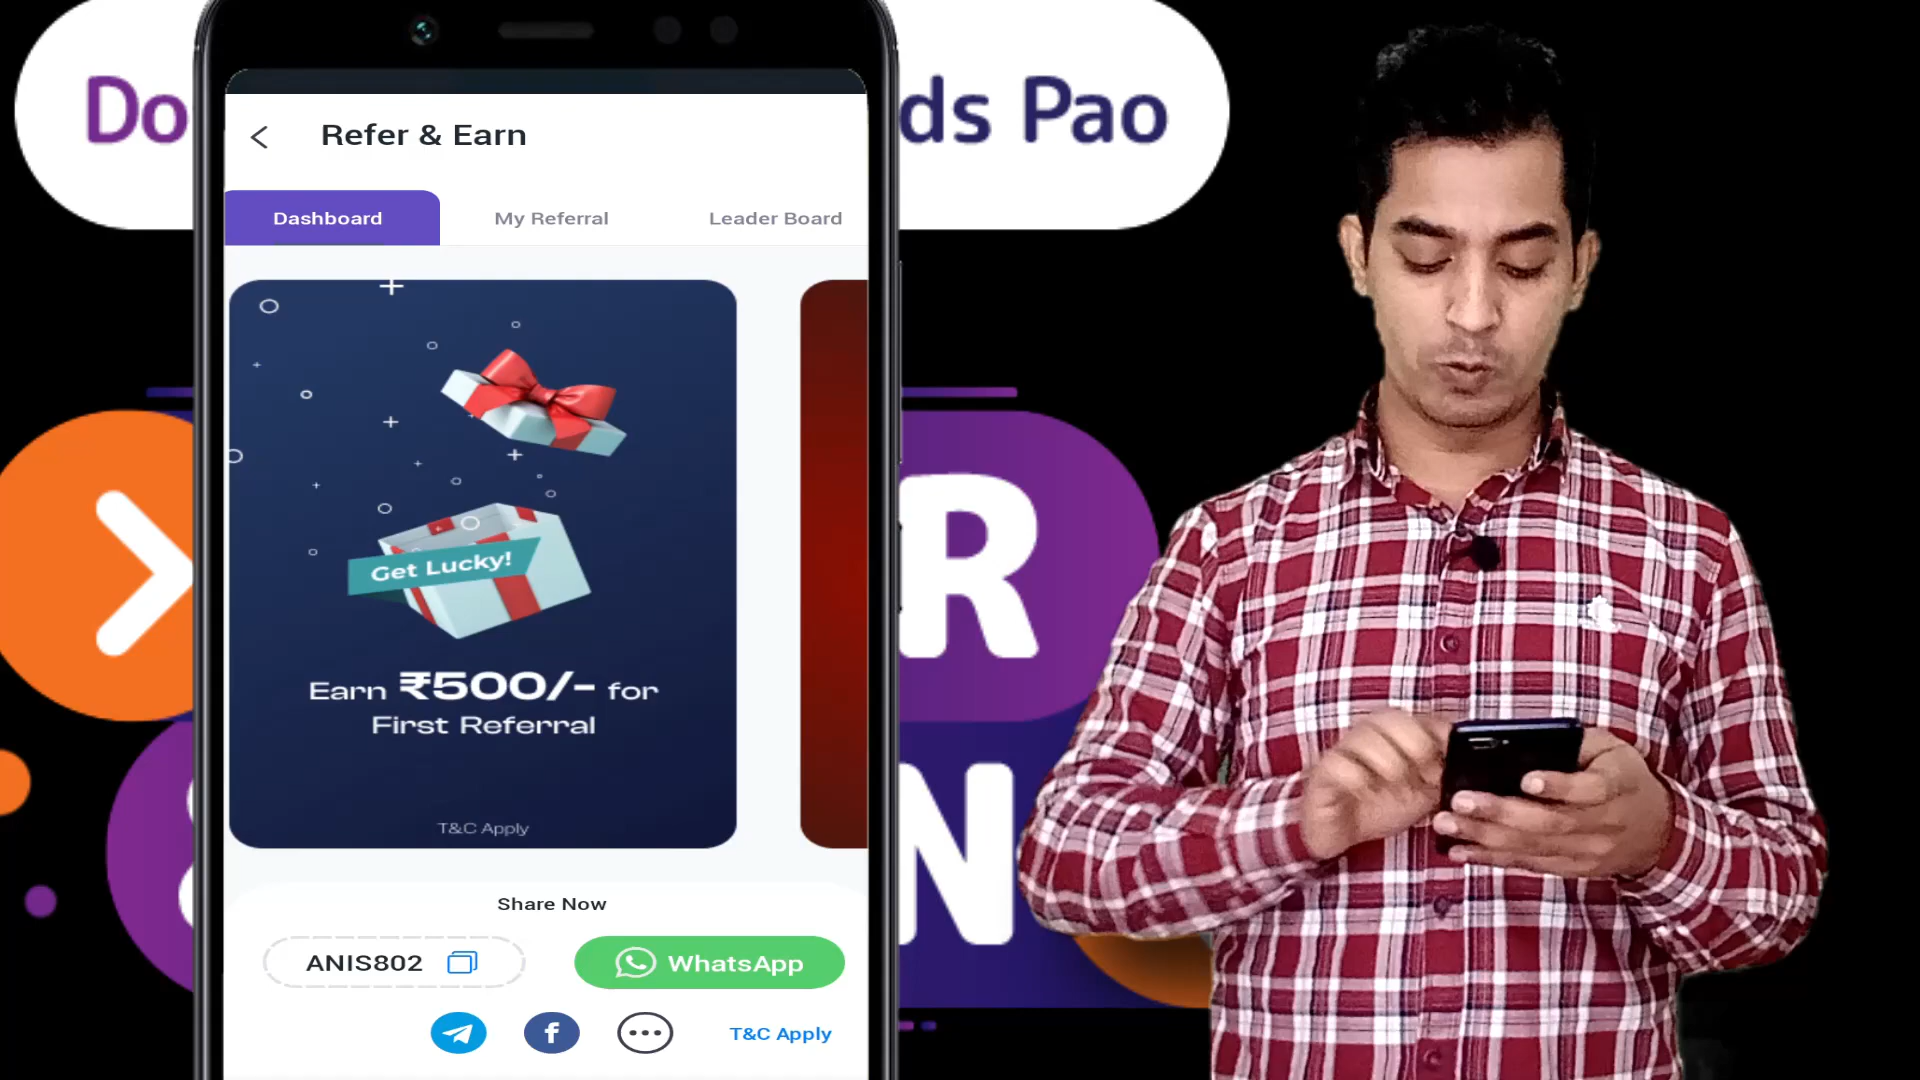 Do
ds Pao
Refer & Earn
Dashboard
My Referral
Leader Board
Get Lucky!
Earn ₹500/- for
First Referral
T&C Apply
R
N
Share Now
ANIS802
WhatsApp
f
T&C Apply